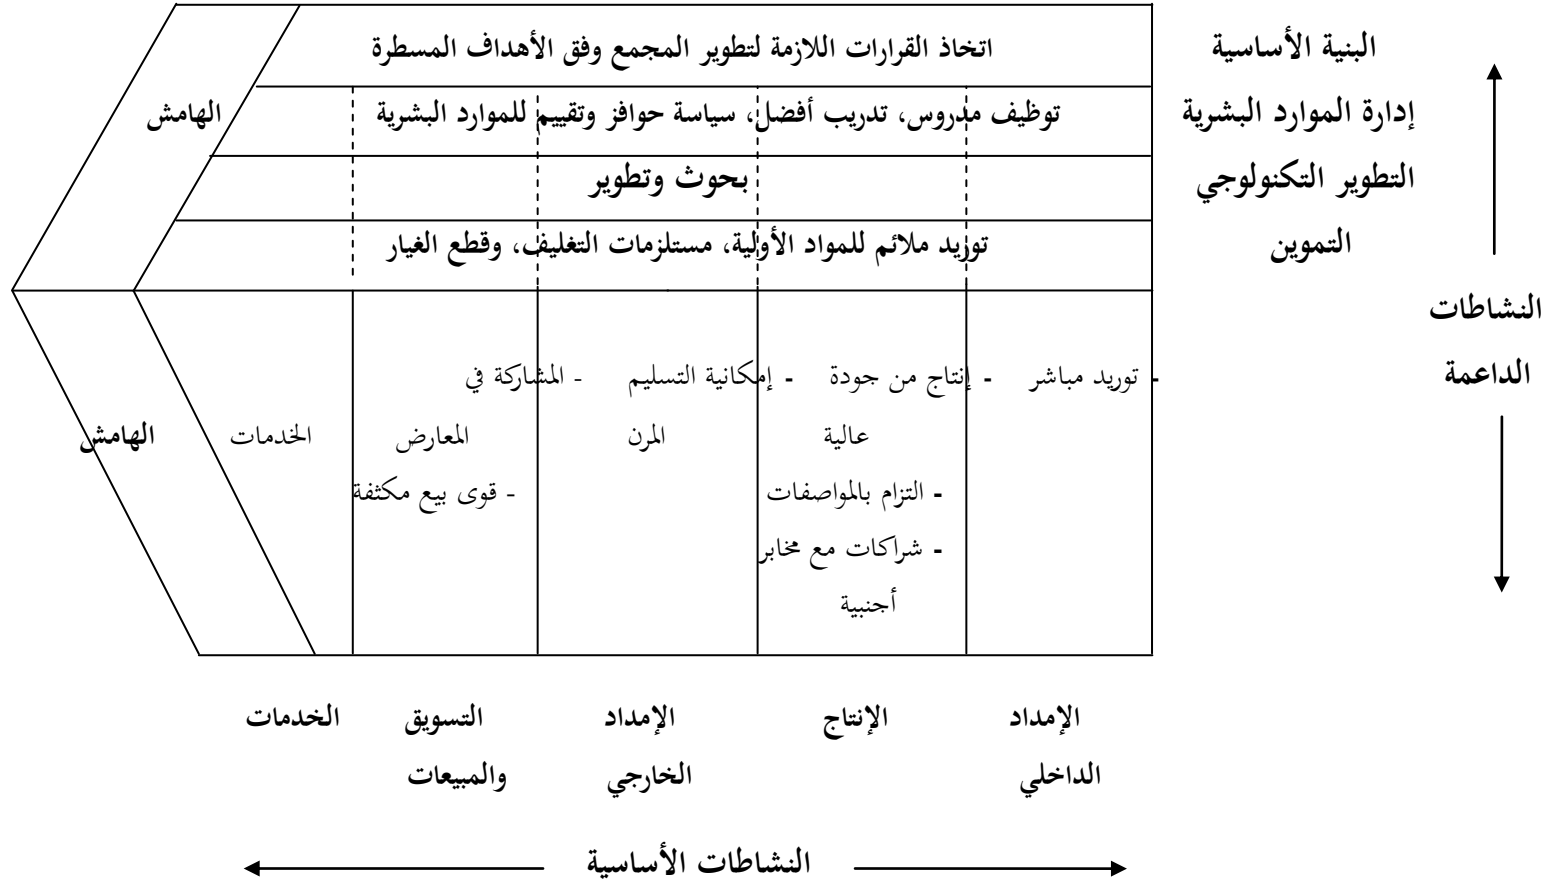 البنية الأساسية
اتخاذ القرارات اللازمة لتطوير المجمع وفق الأهداف المسطرة
إدارة الموارد البشرية
توظيف مدروس، تدريب أفضل، سياسة حوافز وتقييم للموارد البشرية
الهامش
التطوير التكنولوجي
بحوث وتطوير
التموين
توريد ملائم للمواد الأولية، مستلزمات التغليف، وقطع الغيار
النشاطات
الداعمة
- توريد مباشر
- إنتاج من جودة
عالية
- التزام بالمواصفات
- شراكات مع مخابر
أجنبية
- إمكانية التسليم
المرن
- المشاركة في
المعارض
- قوى بيع مكثفة
الخدمات
الهامش
الإمداد
الداخلي
الإنتاج
الإمداد
الخارجي
التسويق
والمبيعات
الخدمات
النشاطات الأساسية